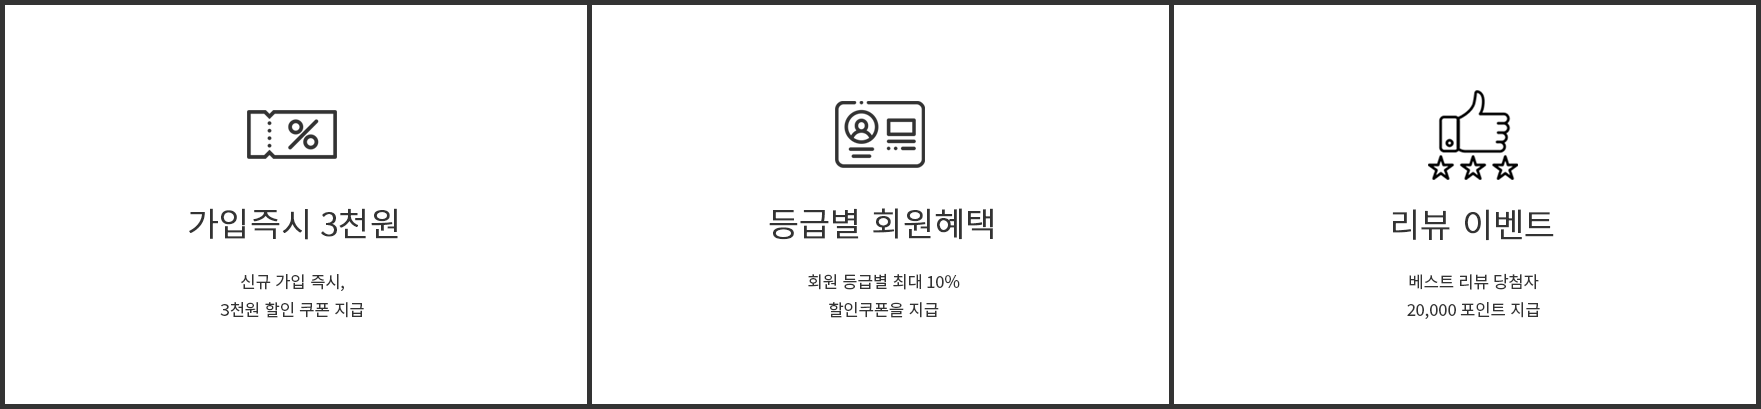 %
가입즉시 3천원
신규 가입 즉시,
3천원 할인 쿠폰 지급
등급별 회원혜택
회원 등급별 최대 10%
할인쿠폰을 지급
리뷰 이벤트
베스트 리뷰 당첨자
20,000 포인트 지급